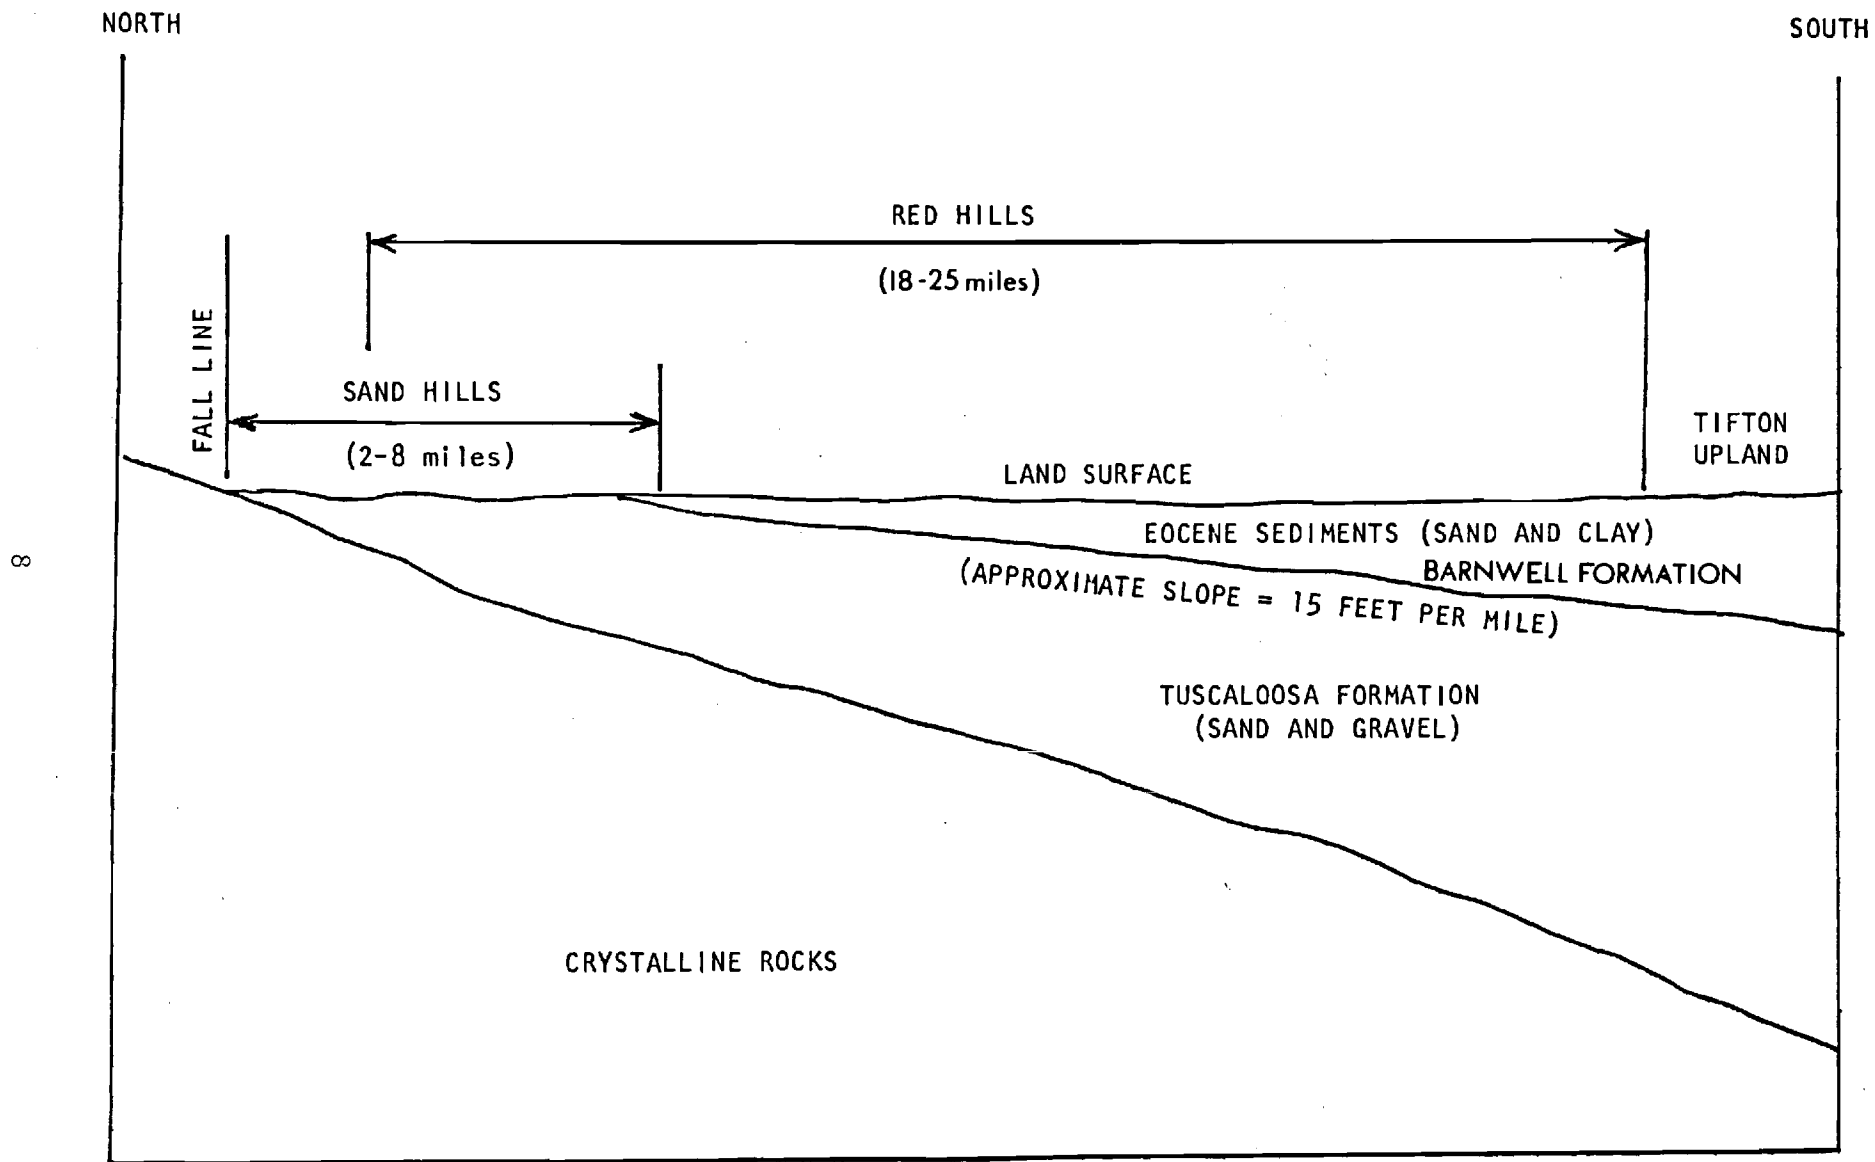 NORTH
SOUTH
RED HILLS
(18-25 miles)
FALL LINE
SAND HILLS
(2-8 miles)
TIFTON
UPLAND
LAND SURFACE
EOCENE SEDIMENTS (SAND AND CLAY)
BARNWELL FORMATION
(APPROXIMATE SLOPE = 15 FEET PER MILE)
8
TUSCALOOSA FORMATION
(SAND AND GRAVEL)
CRYSTALLINE ROCKS